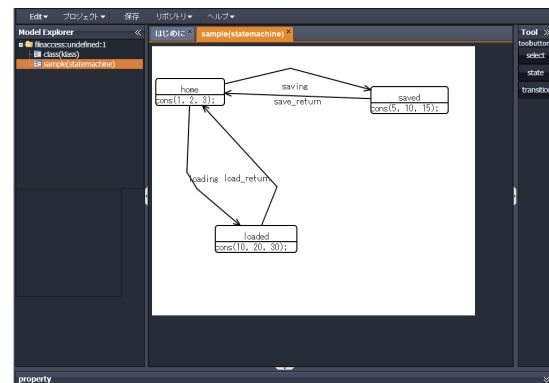 Edit▾ プロジェクト▾ 保存 リポジトリ▾ ヘルプ▾
Model Explorer
fileaccess:undefined:1
class(klass)
sample(statemachine)
はじめに × sample(statemachine) ×
home
cons(1, 2, 3);
saving
save_return
saved
cons(5, 10, 15);
loading load_return
loaded
cons(10, 20, 30);
Tool
toolbutton
select
state
transition
property